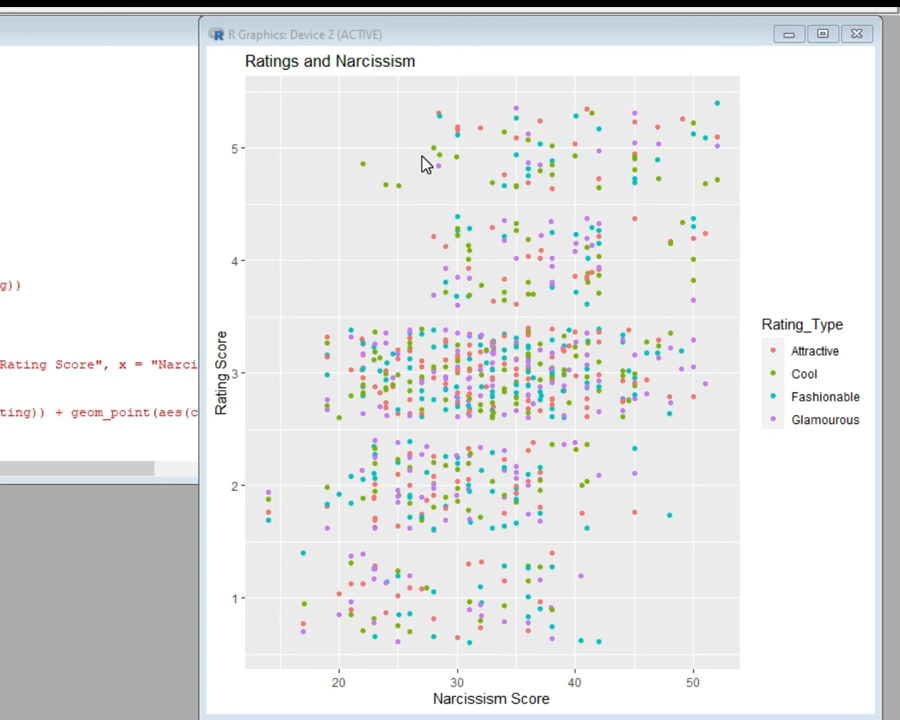 R Graphics: Device 2 (ACTIVE)
Ratings and Narcissism
g))
Rating Score", x = "Narci
ting)) + geom_point(aes(c
Rating Score
5
4
3
2
1
20 30 40 50
Narcissism Score
Rating_Type
Attractive
Cool
Fashionable
Glamourous